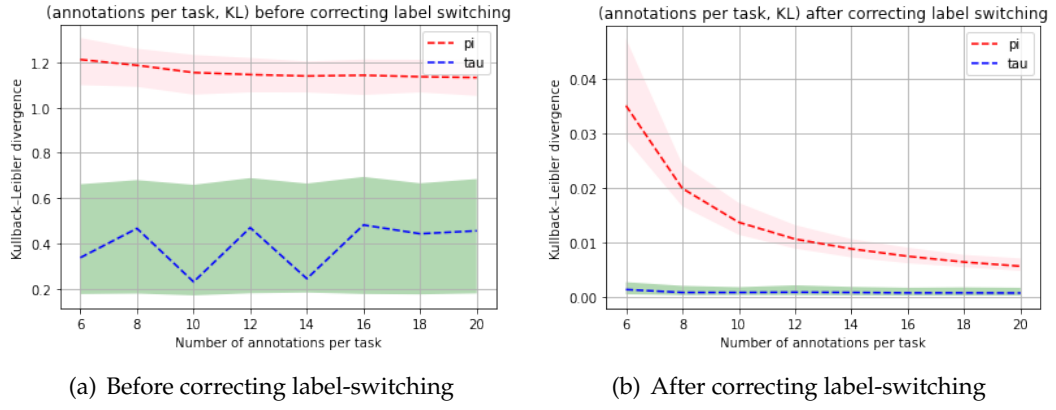 (annotations per task, KL) before correcting label switching
pi
tau
1.2
1.0
0.8
0.6
0.4
0.2
Kullback–Leibler divergence
6 8 10 12 14 16 18 20
Number of annotations per task
(a) Before correcting label-switching
(annotations per task, KL) after correcting label switching
pi
tau
0.04
0.03
0.02
0.01
0.00
Kullback–Leibler divergence
6 8 10 12 14 16 18 20
Number of annotations per task
(b) After correcting label-switching